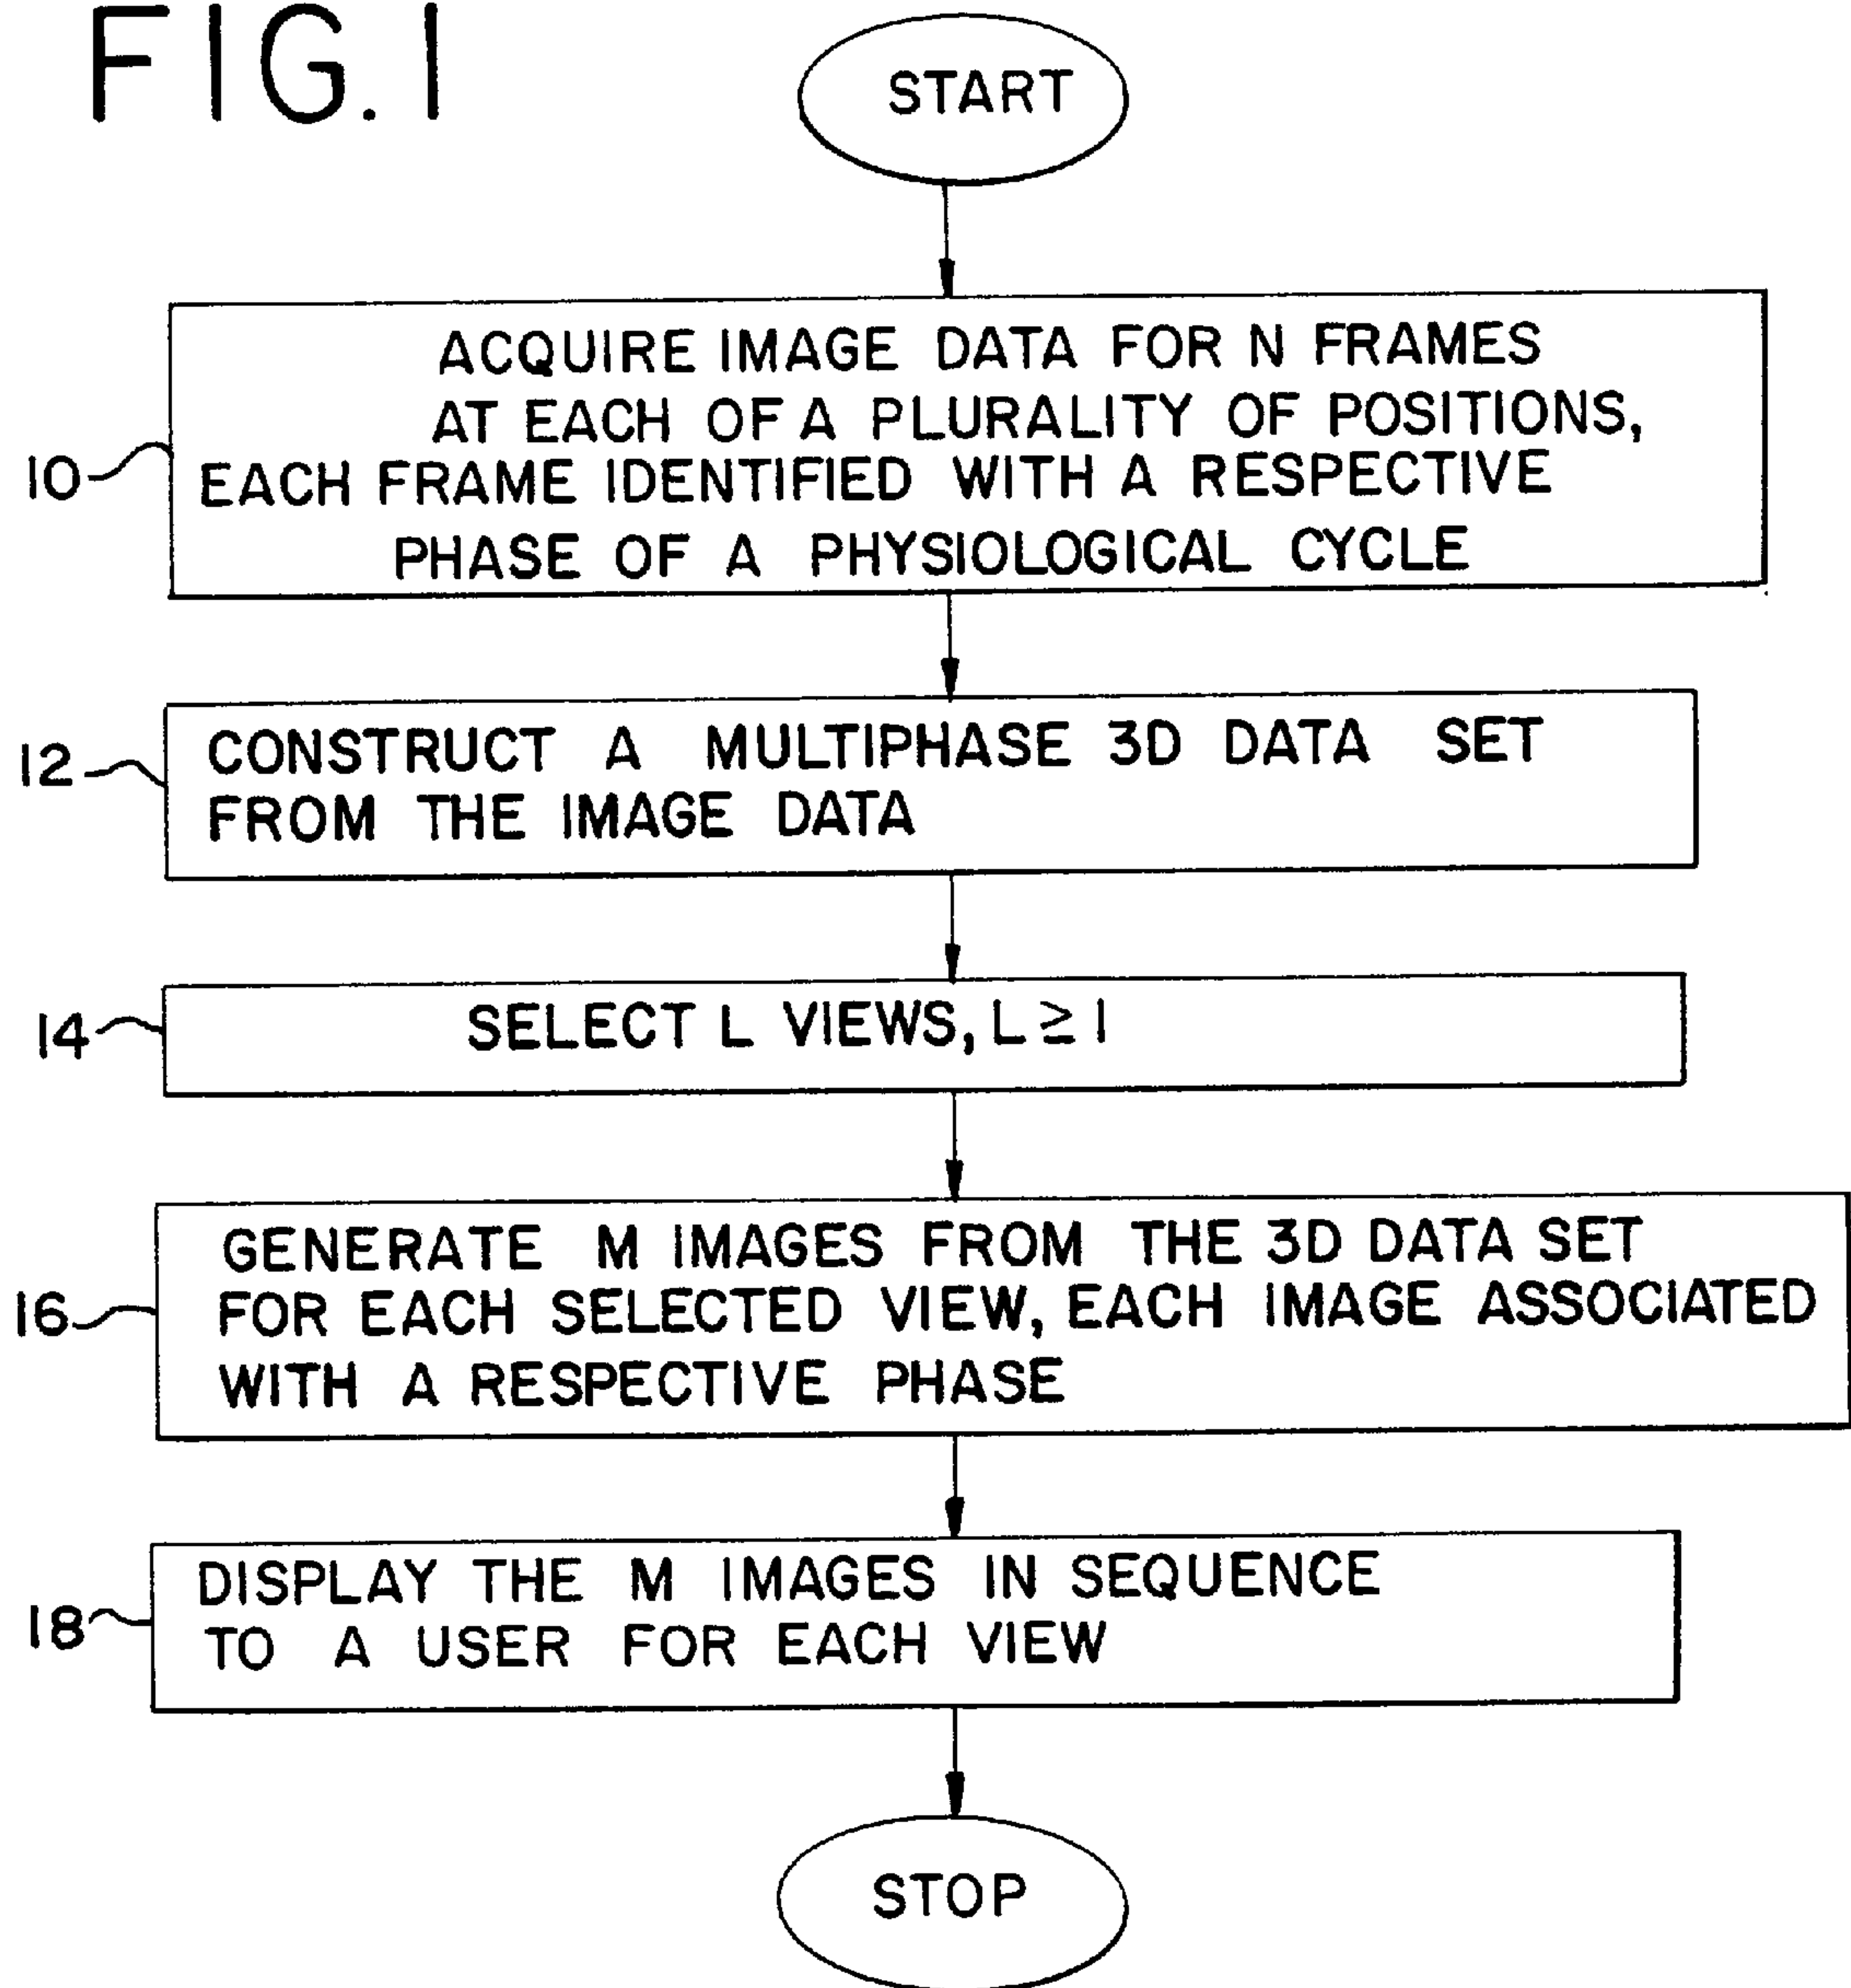 FIG. 1
START
ACQUIRE IMAGE DATA FOR N FRAMES
AT EACH OF A PLURALITY OF POSITIONS,
10
EACH FRAME IDENTIFIED WITH A RESPECTIVE
PHASE OF A PHYSIOLOGICAL CYCLE
12
CONSTRUCT A MULTIPHASE 3D DATA SET
FROM THE IMAGE DATA
14
SELECT L VIEWS, L ≧ 1
GENERATE M IMAGES FROM THE 3D DATA SET
16
FOR EACH SELECTED VIEW, EACH IMAGE ASSOCIATED
WITH A RESPECTIVE PHASE
DISPLAY THE M IMAGES IN SEQUENCE
18
TO A USER FOR EACH VIEW
STOP